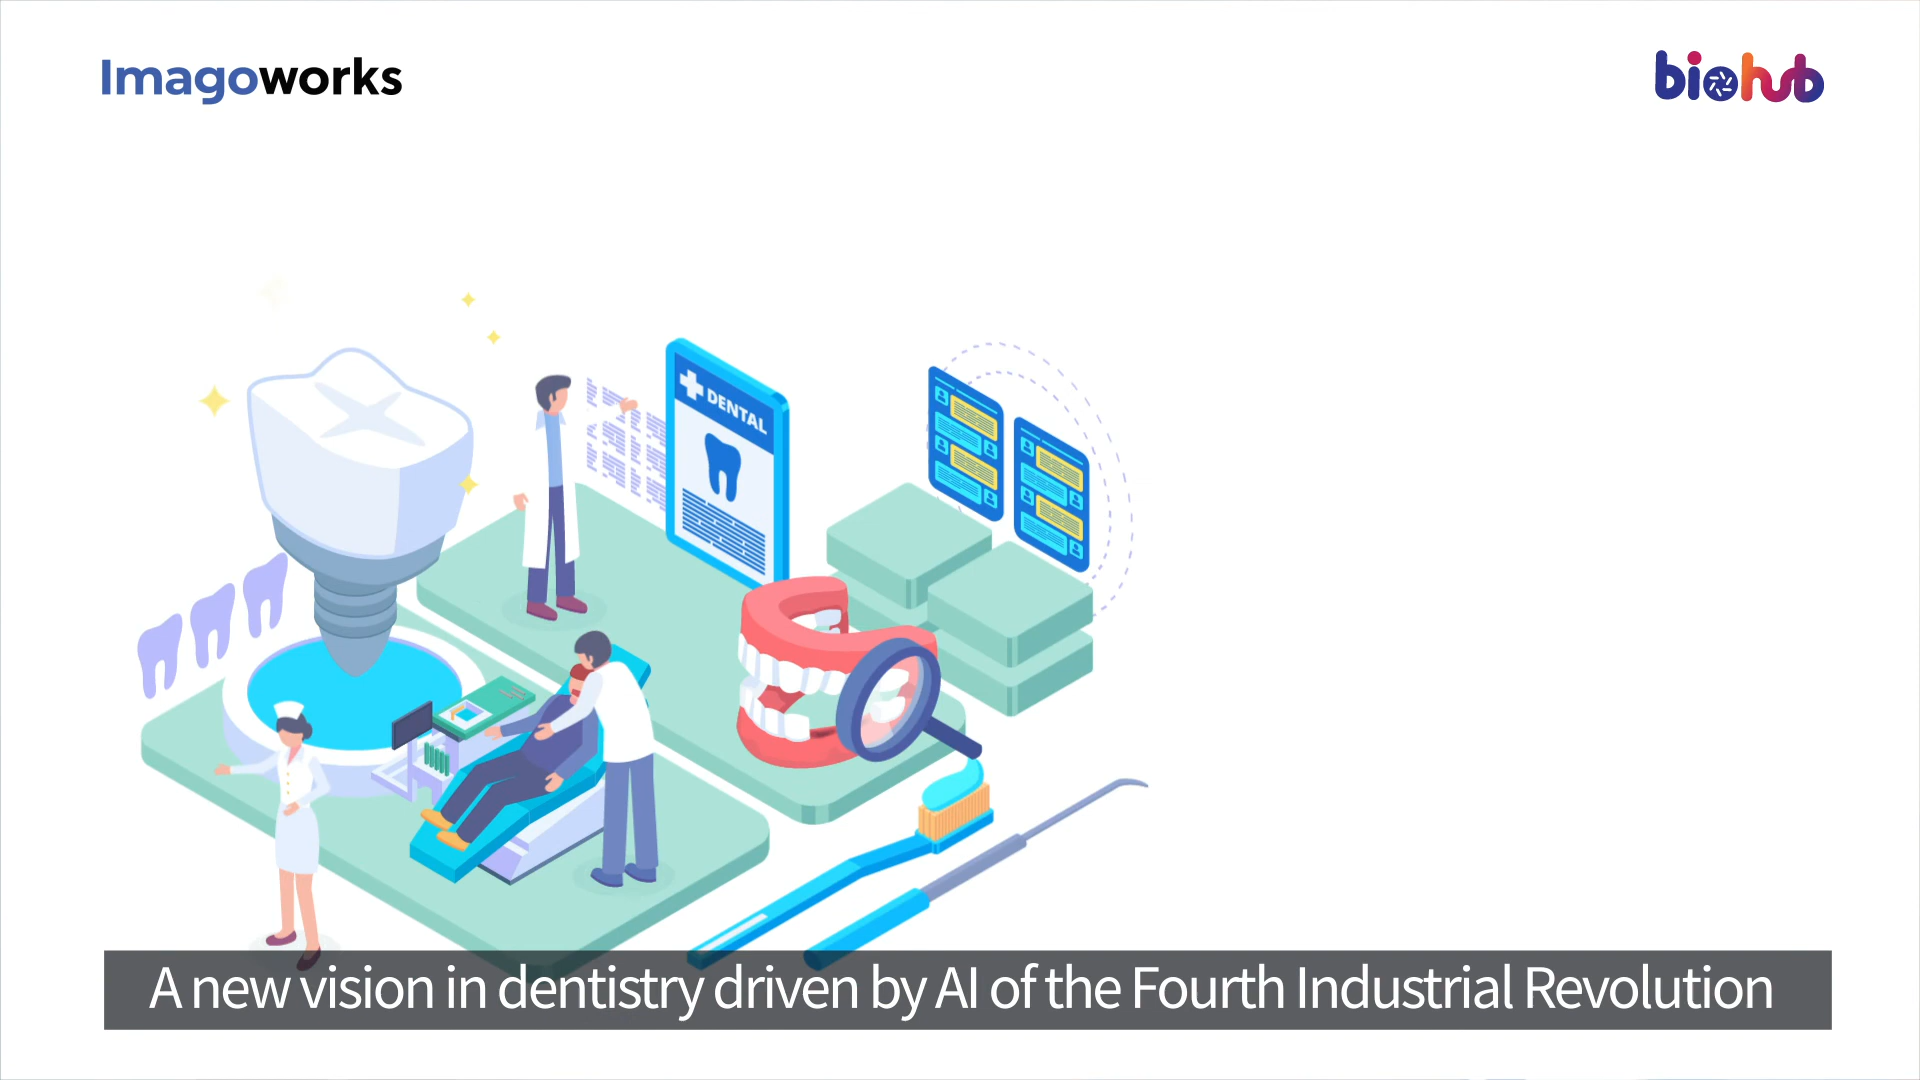 Imagoworks
biohub
DENTAL
A new vision in dentistry driven by AI of the Fourth Industrial Revolution